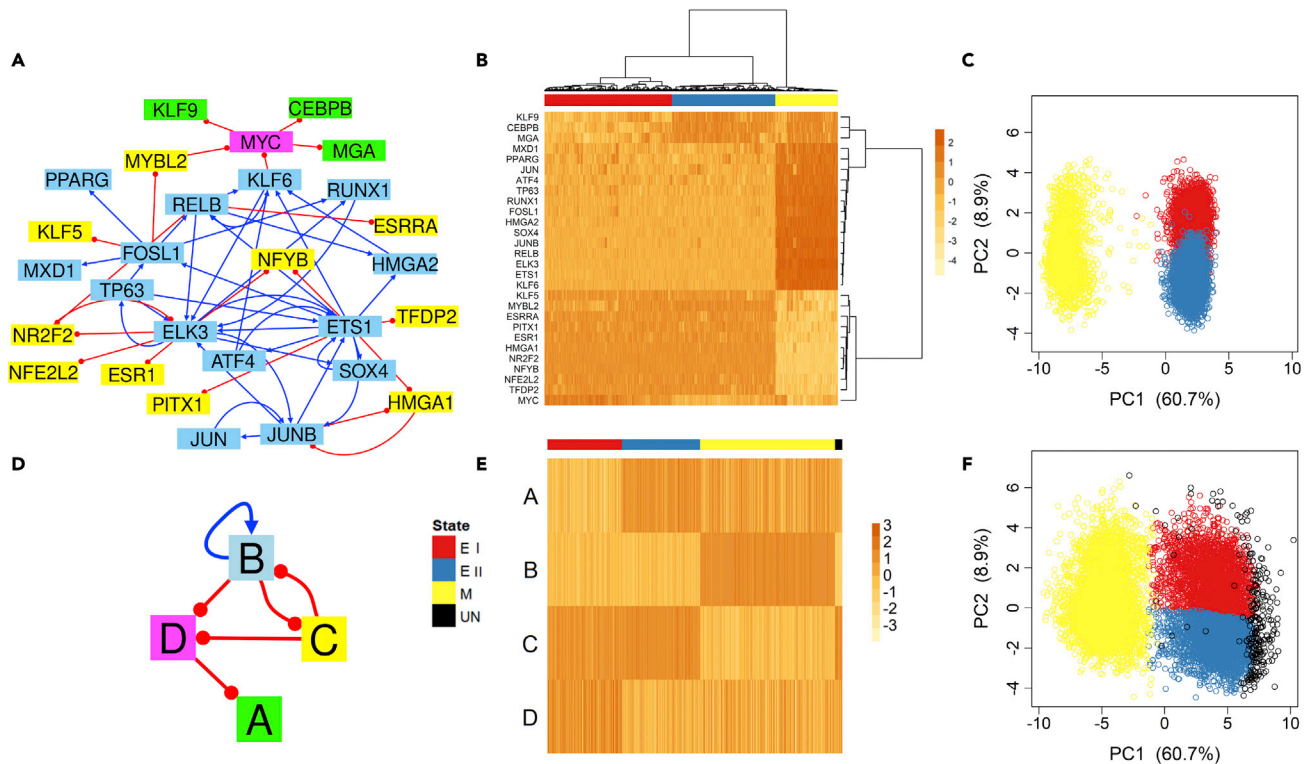 A
KLF9
CEBPB
MYC
MGA
MYBL2
PPARG
KLF6
RUNX1
RELB
ESRRA
KLF5
FOSL1
NFYB
HMGA2
MXD1
TP63
NR2F2
ELK3
ETS1
TFDP2
NFE2L2
ESR1
ATF4
SOX4
PITX1
HMGA1
JUN
JUNB
B
KLF9
CEBPB
MGA
MXD1
PPARG
JUN
ATF4
TP63
RUNX1
FOSL1
HMGA2
SOX4
JUNB
RELB
ELK3
ETS1
KLF6
KLF5
MYBL2
ESRRA
PITX1
ESR1
HMGA1
NR2F2
NFYB
NFE2L2
TFDP2
MYC
2
1
0
-1
-2
-3
-4
C
PC2 (8.9%)
6
4
2
0
-2
-4
-10
-5
0
5
10
PC1 (60.7%)
D
B
D
C
A
State
E I
E II
M
UN
E
A
B
C
D
3
2
1
0
-1
-2
-3
F
PC2 (8.9%)
6
4
2
0
-2
-4
-10
-5
0
5
10
PC1 (60.7%)